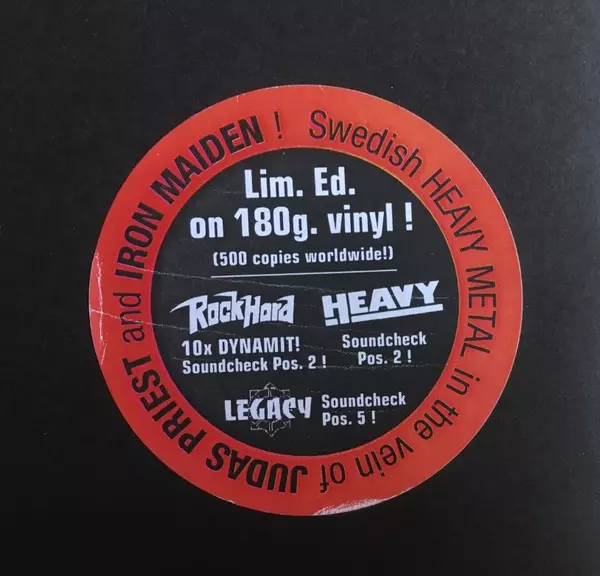 Swedish HEAVY METAL in the vein of JUDAS PRIEST and IRON MAIDEN !
Lim. Ed.
on 180g. vinyl !
(500 copies worldwide!)
RockHard
10x DYNAMIT!
Soundcheck Pos. 2 !
HEAVY
Soundcheck
Pos. 2 !
LEGACY
Soundcheck
Pos. 5 !